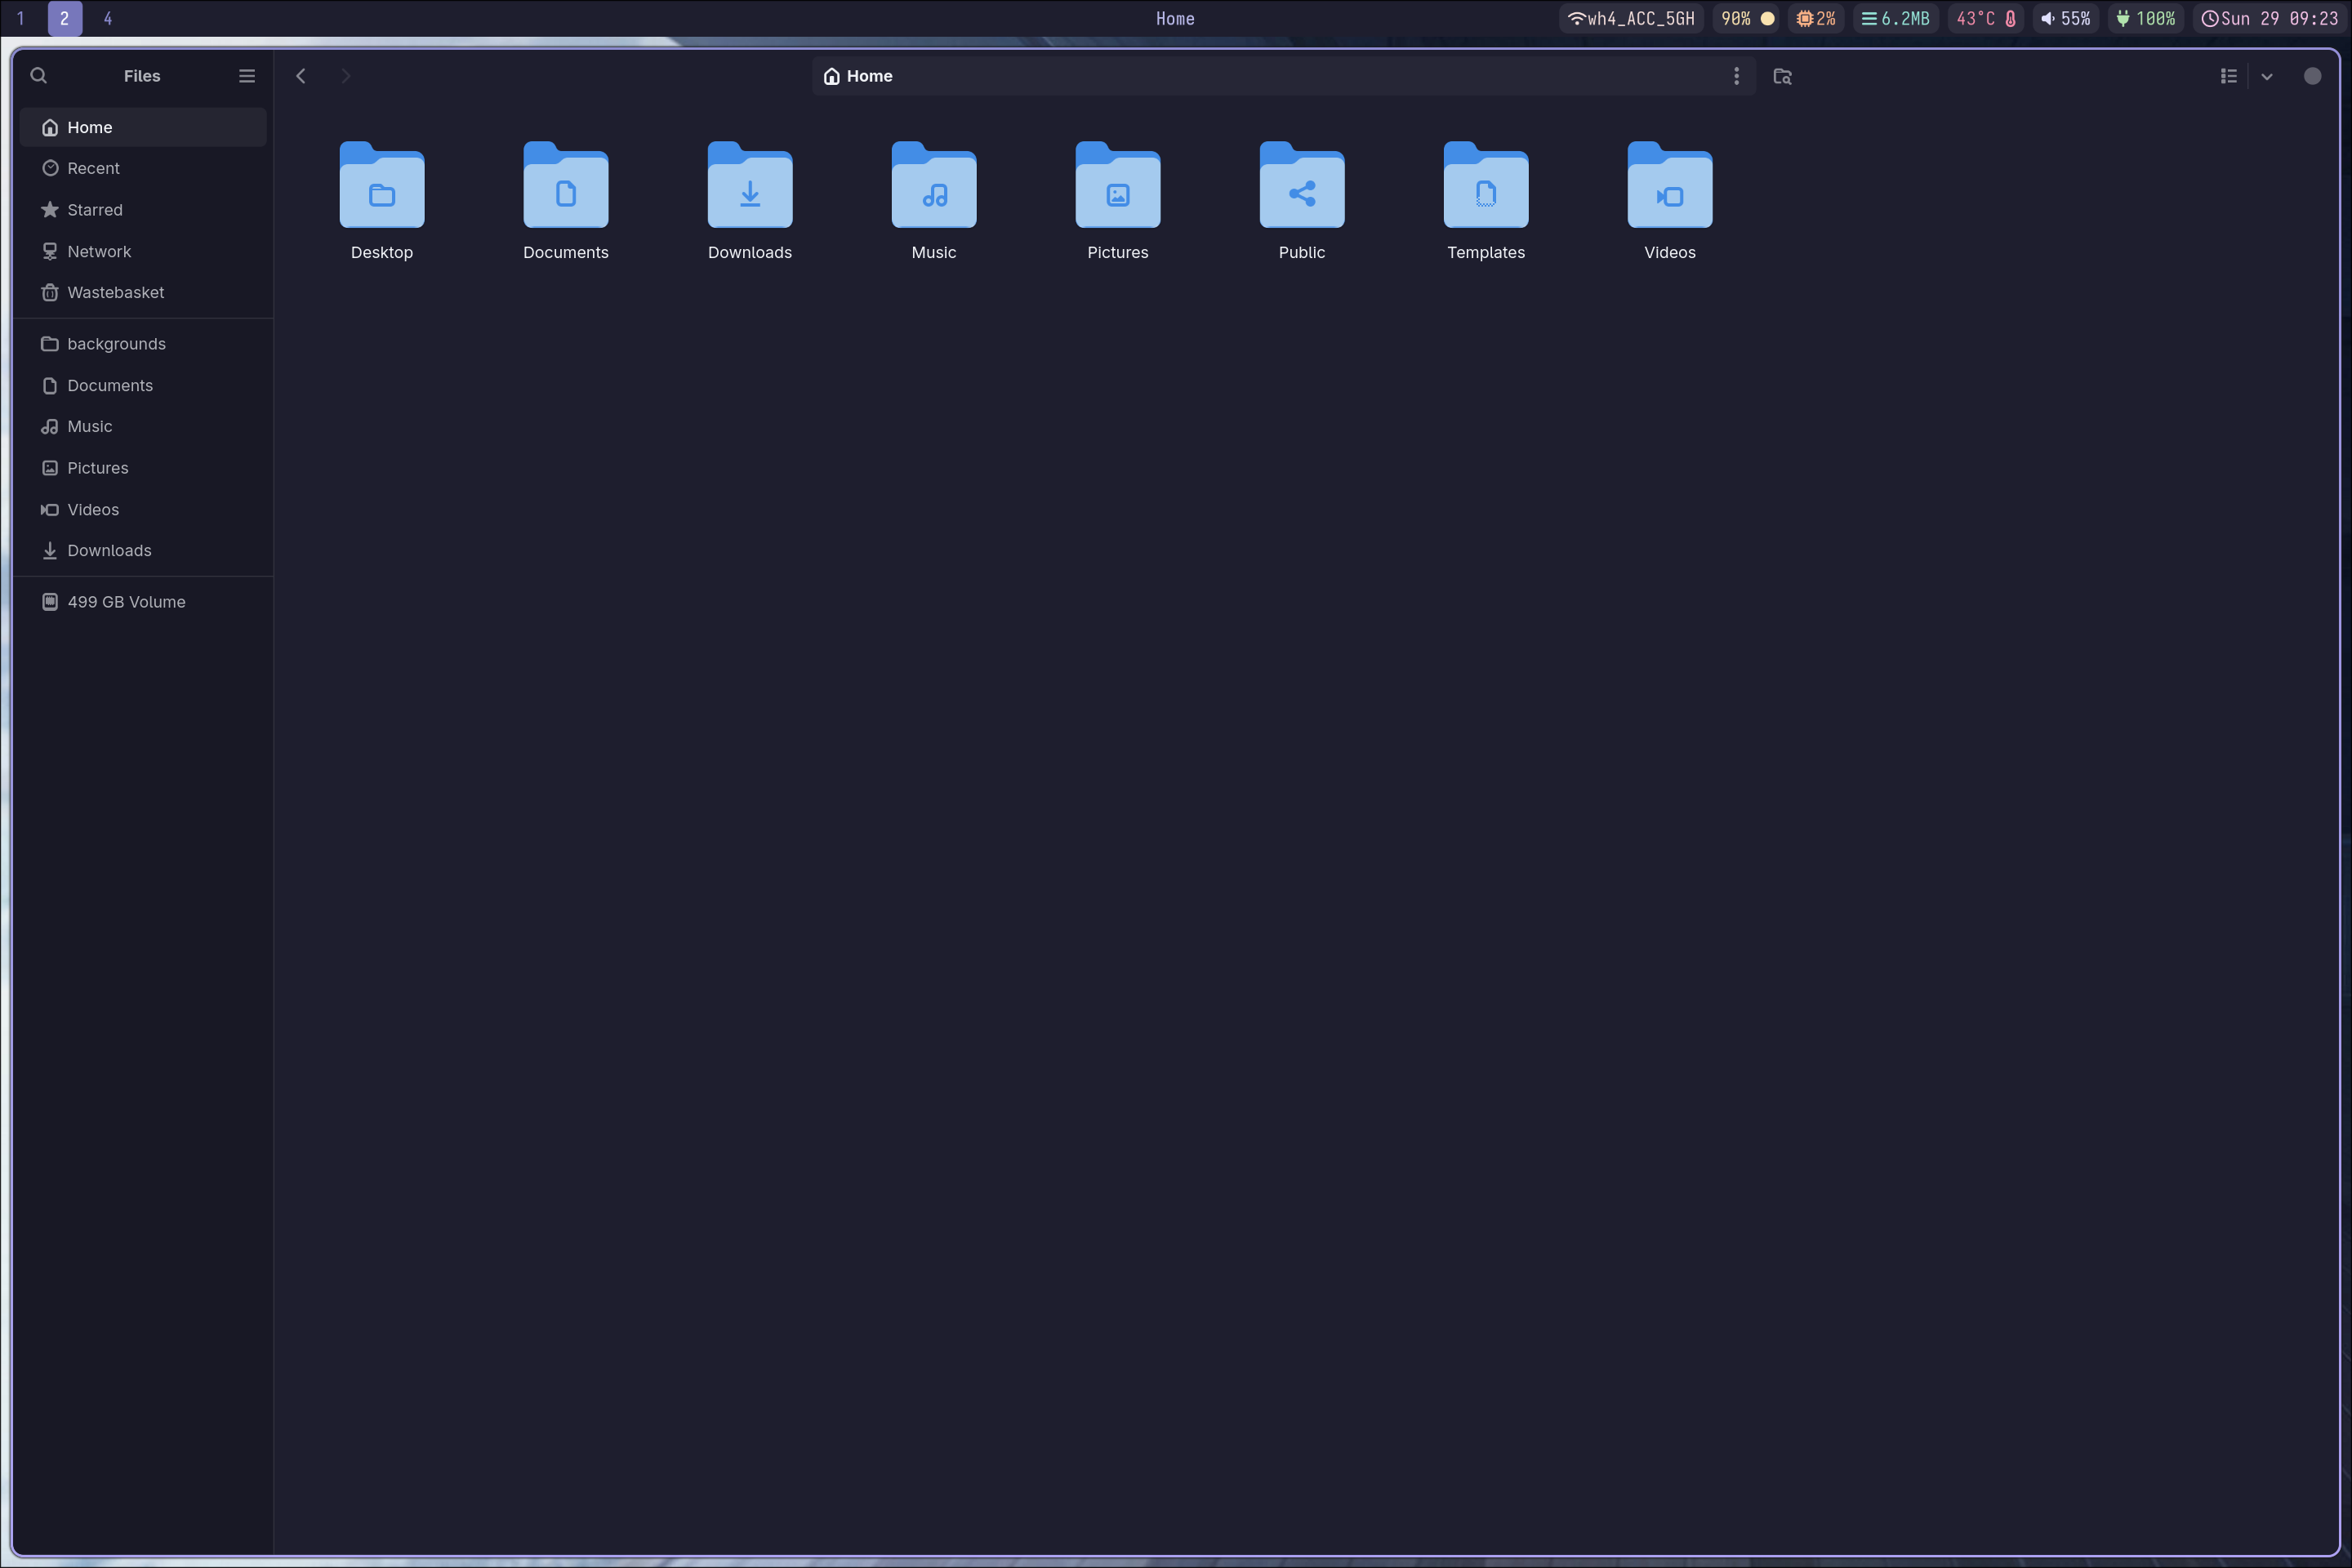 1 2 4 Home wh4_ACC_5GH 90% 2% 6.2MB 43°C 55% 100% Sun 29 09:23
Files
Home
Home
Recent
Starred
Network
Wastebasket
backgrounds
Documents
Music
Pictures
Videos
Downloads
499 GB Volume
Desktop Documents Downloads Music Pictures Public Templates Videos